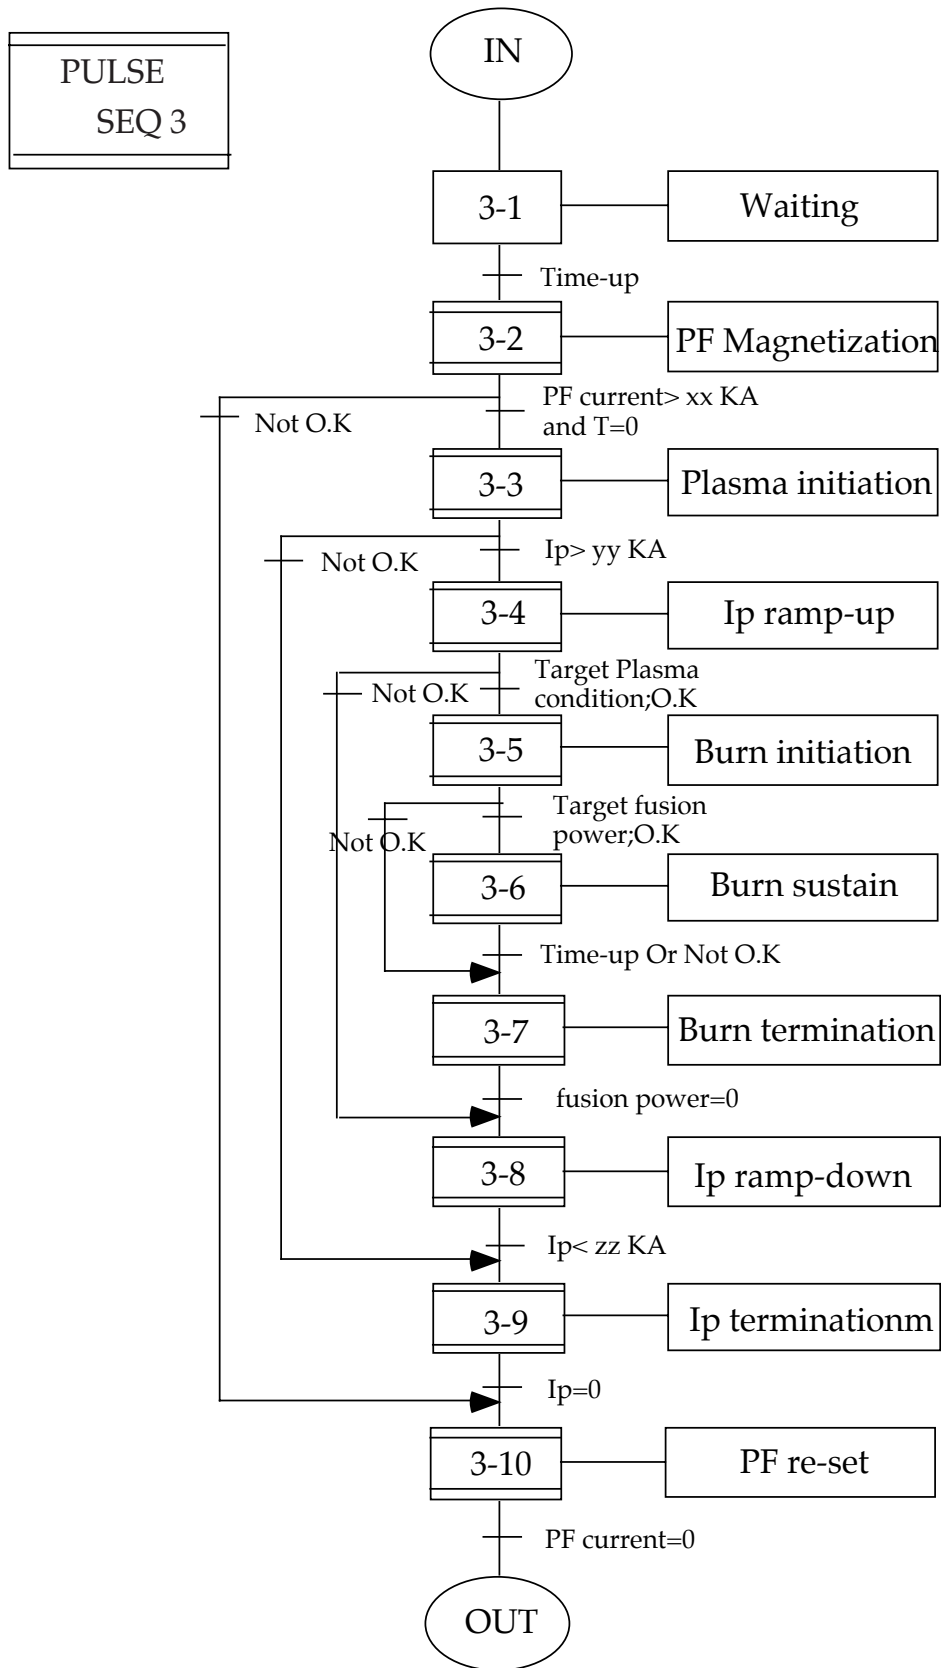 IN
PULSE
SEQ 3
3-1
Waiting
Time-up
3-2
PF Magnetization
Not O.K
PF current> xx KA
and T=0
3-3
Plasma initiation
Not O.K
Ip> yy KA
3-4
Ip ramp-up
Not O.K
Target Plasma
condition;O.K
3-5
Burn initiation
Not O.K
Target fusion
power;O.K
3-6
Burn sustain
Time-up Or Not O.K
3-7
Burn termination
fusion power=0
3-8
Ip ramp-down
Ip< zz KA
3-9
Ip terminationm
Ip=0
3-10
PF re-set
PF current=0
OUT